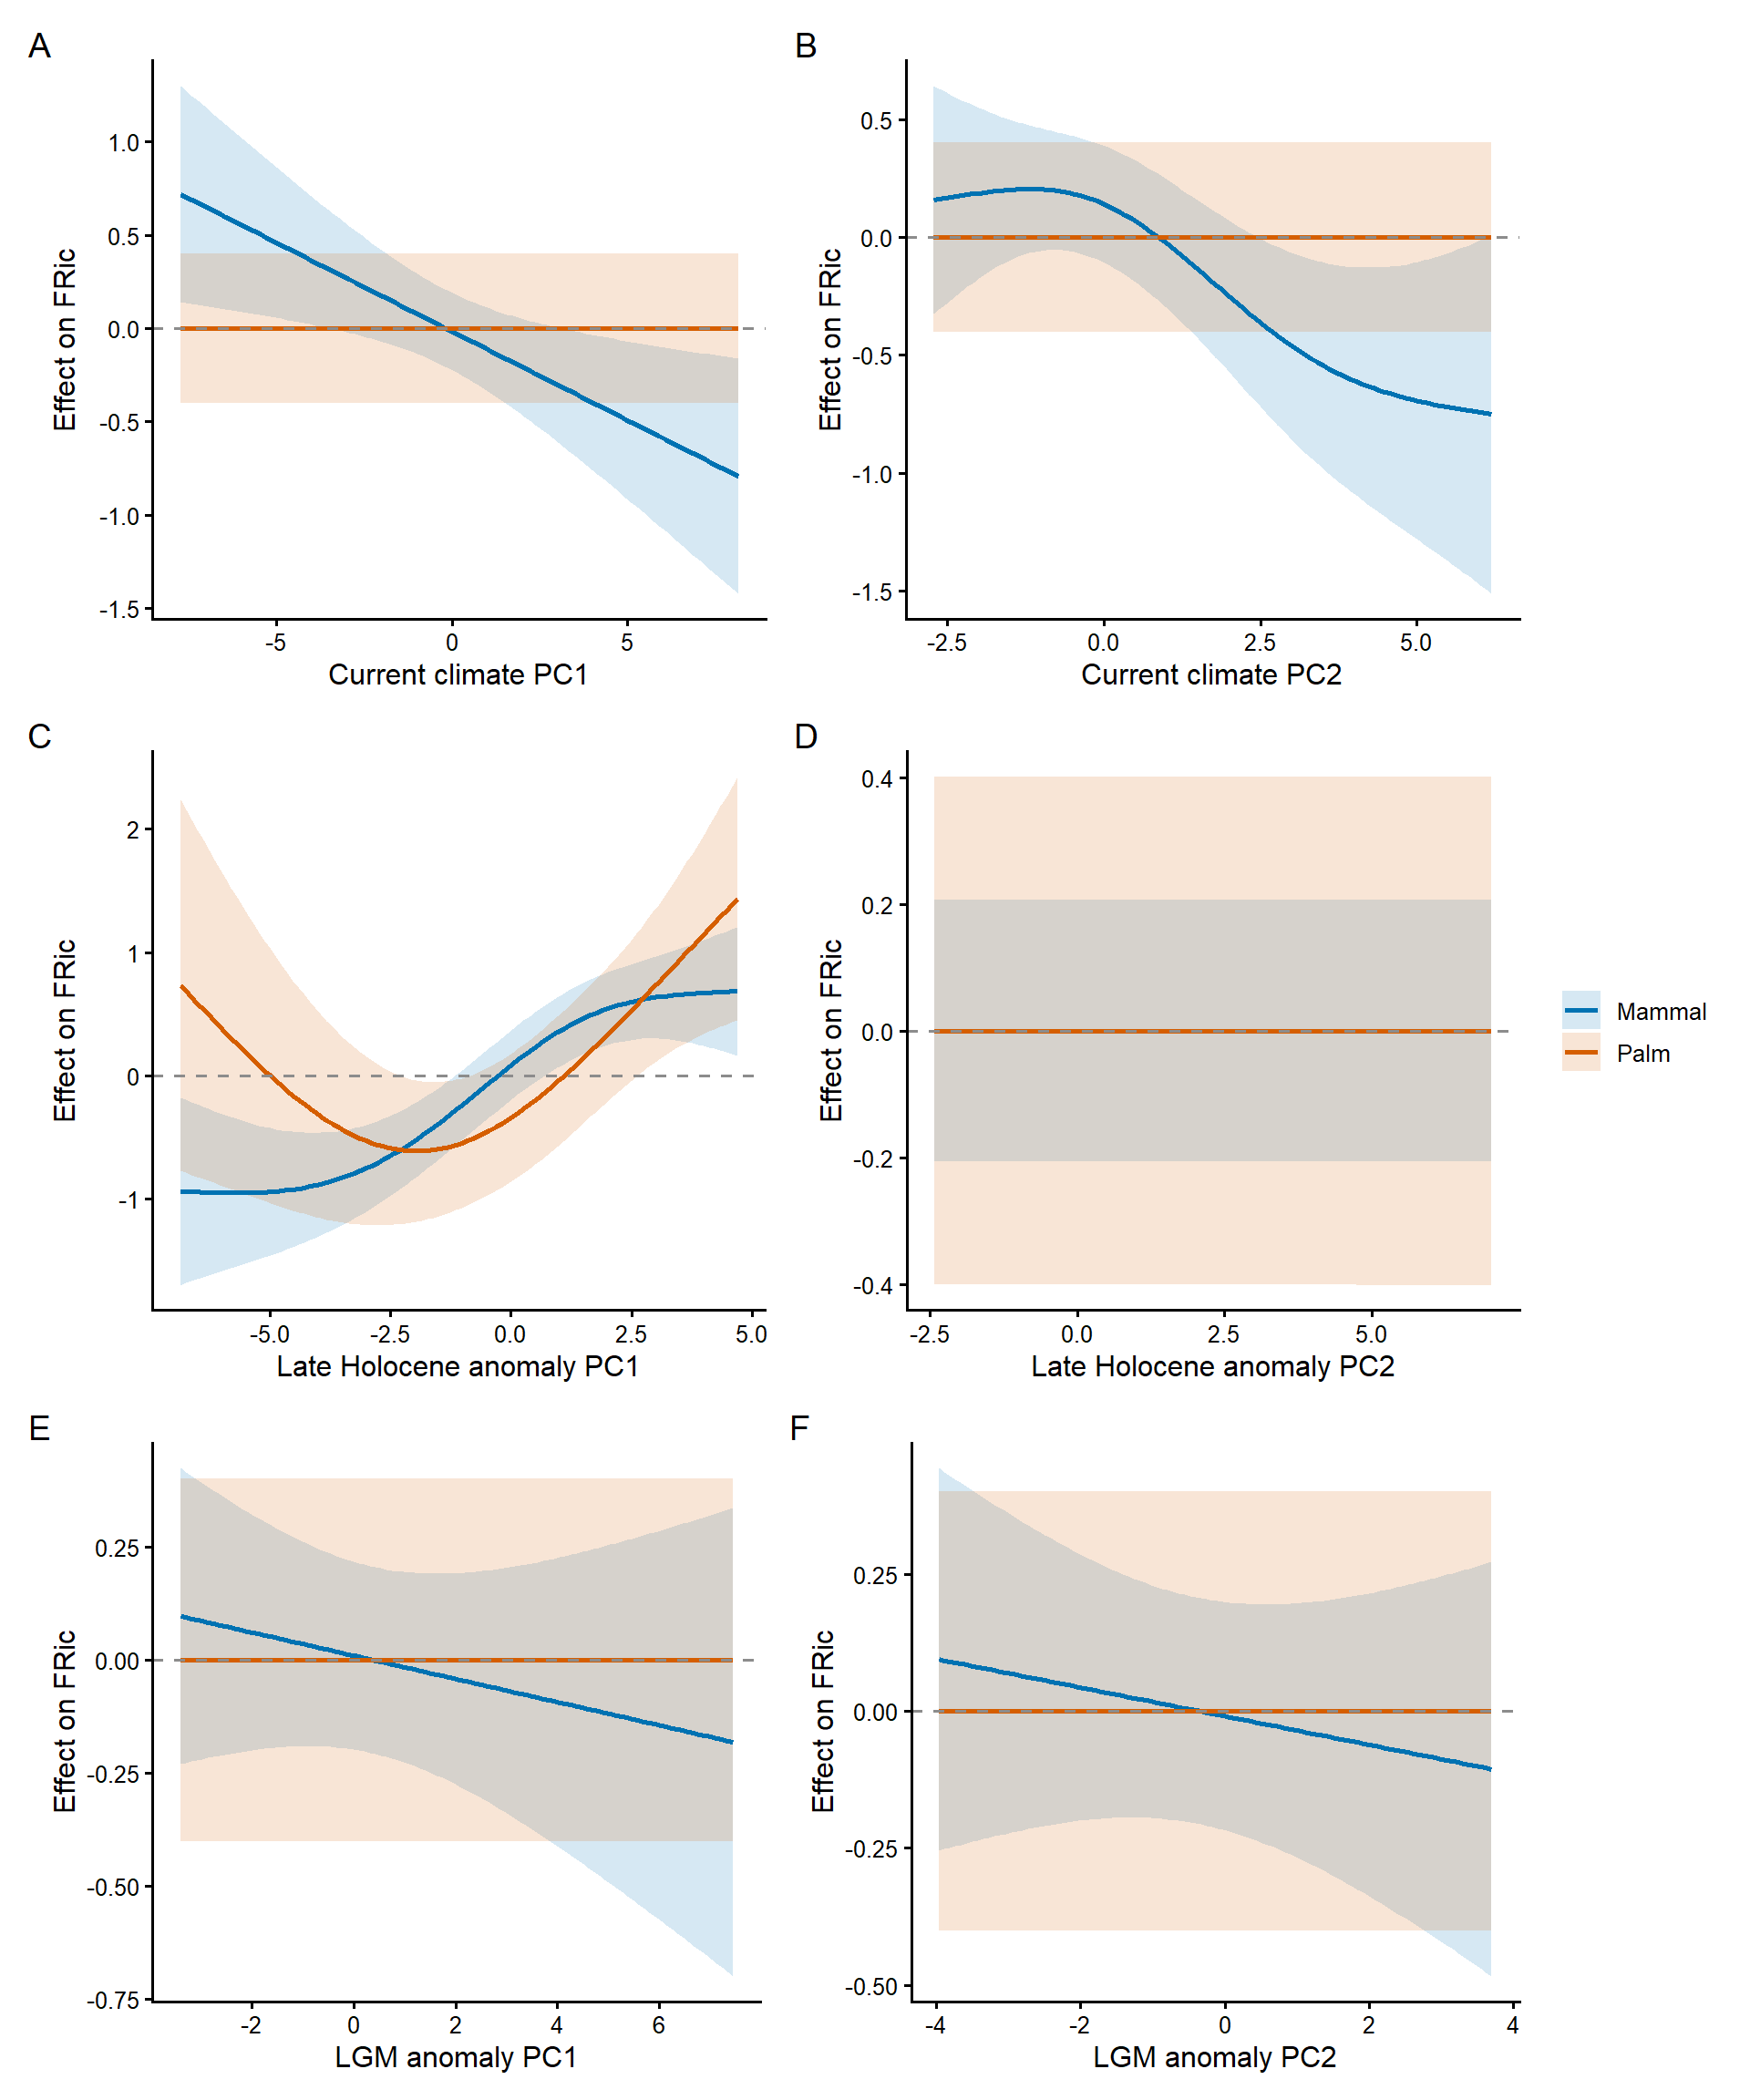 A
B
Effect on FRic
1.0
0.5
0.0
-0.5
-1.0
-1.5
-5
0
5
Current climate PC1
Effect on FRic
0.5
0.0
-0.5
-1.0
-1.5
-2.5
0.0
2.5
5.0
Current climate PC2
C
D
Effect on FRic
2
1
0
-1
-5.0
-2.5
0.0
2.5
5.0
Late Holocene anomaly PC1
Effect on FRic
0.4
0.2
0.0
-0.2
-0.4
-2.5
0.0
2.5
5.0
Late Holocene anomaly PC2
Mammal
Palm
E
F
Effect on FRic
0.25
0.00
-0.25
-0.50
-0.75
-2
0
2
4
6
LGM anomaly PC1
Effect on FRic
0.25
0.00
-0.25
-0.50
-4
-2
0
2
4
LGM anomaly PC2